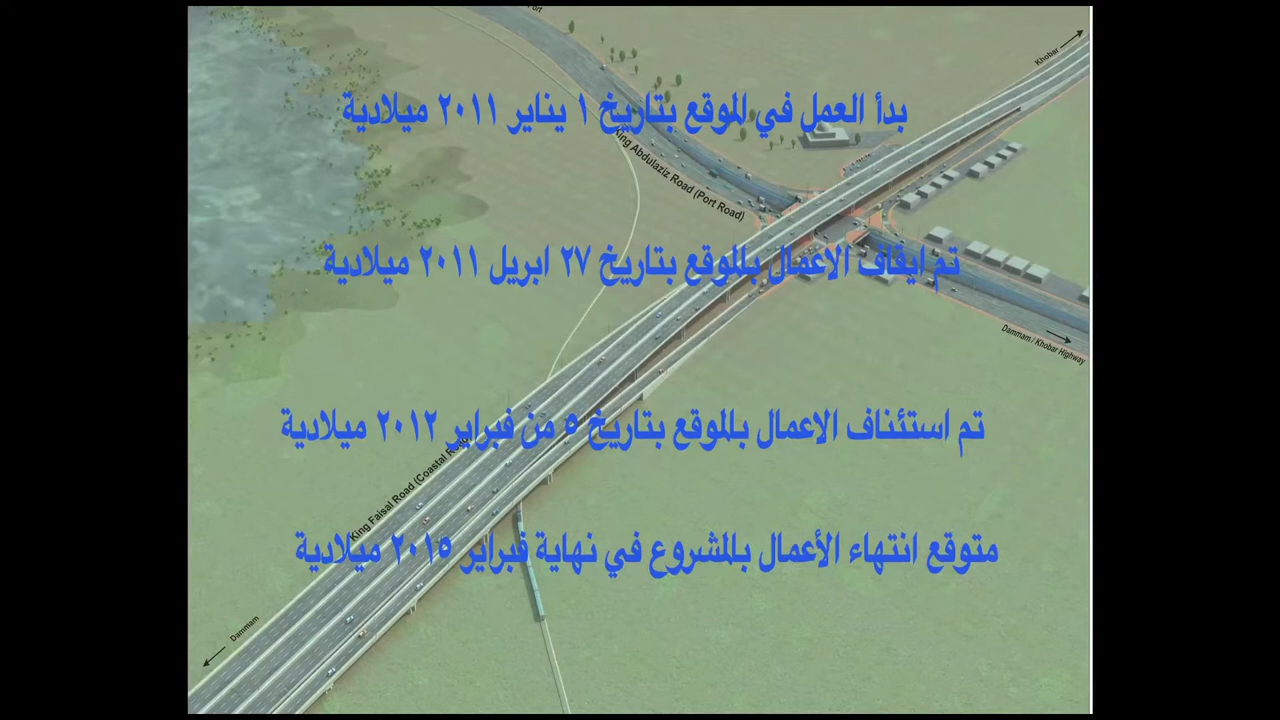 Port
Khobar
بدأ العمل في الموقع بتاريخ ١ يناير ٢٠١١ ميلادية
King Abdulaziz Road (Port Road)
تم ايقاف الاعمال بالموقع بتاريخ ٢٧ ابريل ٢٠١١ ميلادية
Dammam / Khobar Highway
تم استئناف الاعمال بالموقع بتاريخ ٥ من فبراير ٢٠١٢ ميلادية
King Faisal Road (Coastal Road)
متوقع انتهاء الأعمال بالمشروع في نهاية فبراير ٢٠١٥ ميلادية
Dammam